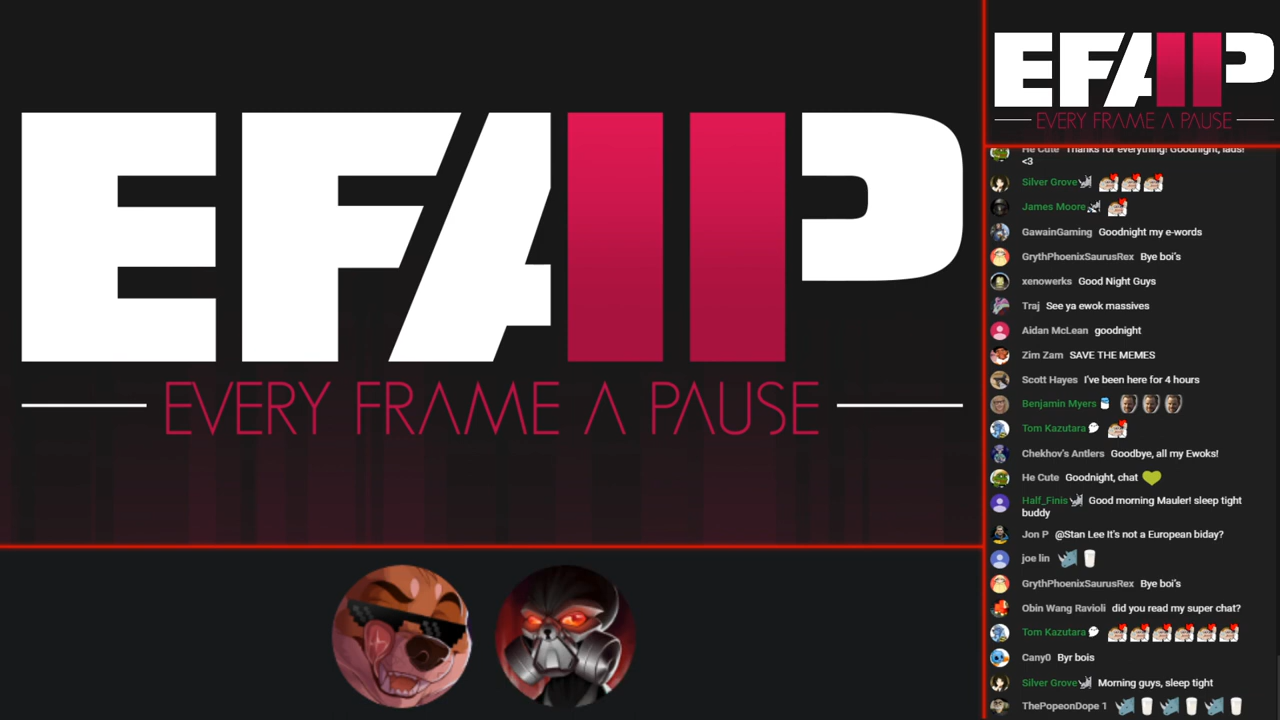 EFAP
EVERY FRAME A PAUSE
EFAP
EVERY FRAME A PAUSE
He Cute Thanks for everything! Goodnight, lads!
<3
Silver Grove
James Moore
GawainGaming Goodnight my e-words
GrythPhoenixSaurusRex Bye boi's
xenowerks Good Night Guys
Traj See ya ewok massives
Aidan McLean goodnight
Zim Zam SAVE THE MEMES
Scott Hayes I've been here for 4 hours
Benjamin Myers
Tom Kazutara
Chekhov's Antlers Goodbye, all my Ewoks!
He Cute Goodnight, chat
Half_Finis Good morning Mauler! sleep tight
buddy
Jon P @Stan Lee It's not a European biday?
joe lin
GrythPhoenixSaurusRex Bye boi's
Obin Wang Ravioli did you read my super chat?
Tom Kazutara
Cany0 Byr bois
Silver Grove Morning guys, sleep tight
ThePopeonDope 1